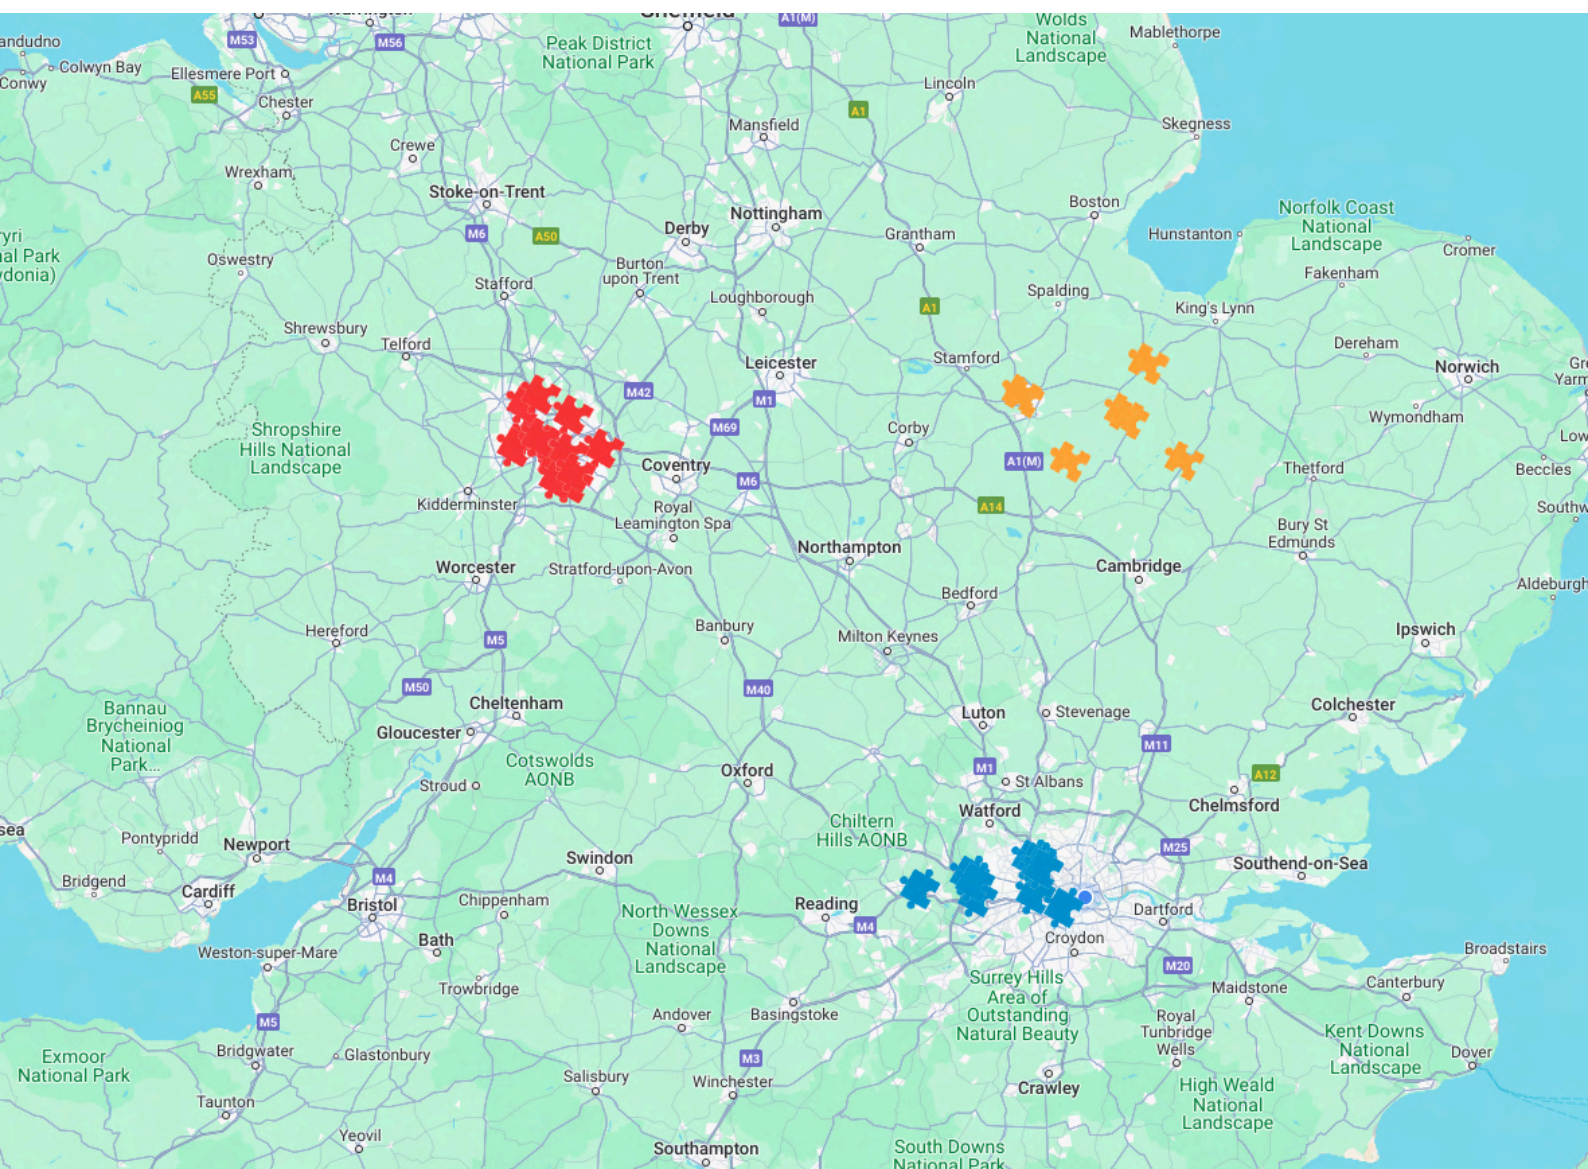 Sheffield
A1(M)
Wolds
National
Landscape
Mablethorpe
M53
M56
Peak District
National Park
Colwyn Bay
Conwy
Ellesmere Port
A55
Chester
Lincoln
A1
Mansfield
Skegness
Crewe
Wrexham
Stoke-on-Trent
Nottingham
Derby
Boston
Norfolk Coast
National
Landscape
M6
A50
Grantham
Hunstanton
Cromer
Oswestry
Stafford
Burton
upon Trent
Fakenham
Loughborough
Spalding
A1
King's Lynn
Shrewsbury
Telford
Leicester
Stamford
Dereham
Norwich
M42
M1
M69
Corby
Wymondham
Shropshire
Hills National
Landscape
Coventry
M6
A1(M)
Thetford
Beccles
Kidderminster
Royal
Leamington Spa
A14
Bury St
Edmunds
Northampton
Cambridge
Worcester
Stratford-upon-Avon
Bedford
Aldeburgh
Hereford
M5
Banbury
Milton Keynes
Ipswich
M50
M40
Bannau
Brycheiniog
National
Park...
Cheltenham
Gloucester
Luton
Stevenage
Colchester
M11
Cotswolds
AONB
Stroud
Oxford
M1
St Albans
A12
Chelmsford
Watford
Chiltern
Hills AONB
Pontypridd
Newport
M25
Swindon
Southend-on-Sea
Bridgend
Cardiff
M4
Bristol
Chippenham
North Wessex
Downs
National
Landscape
Reading
M4
Dartford
Croydon
Bath
Weston-super-Mare
Trowbridge
Surrey Hills
Area of
Outstanding
Natural Beauty
M20
Maidstone
Canterbury
Broadstairs
M5
Andover
Basingstoke
Royal
Tunbridge
Wells
Kent Downs
National
Landscape
Exmoor
National Park
Bridgwater
Glastonbury
M3
Dover
Salisbury
Winchester
Crawley
High Weald
National
Landscape
Taunton
Yeovil
Southampton
South Downs
National Park